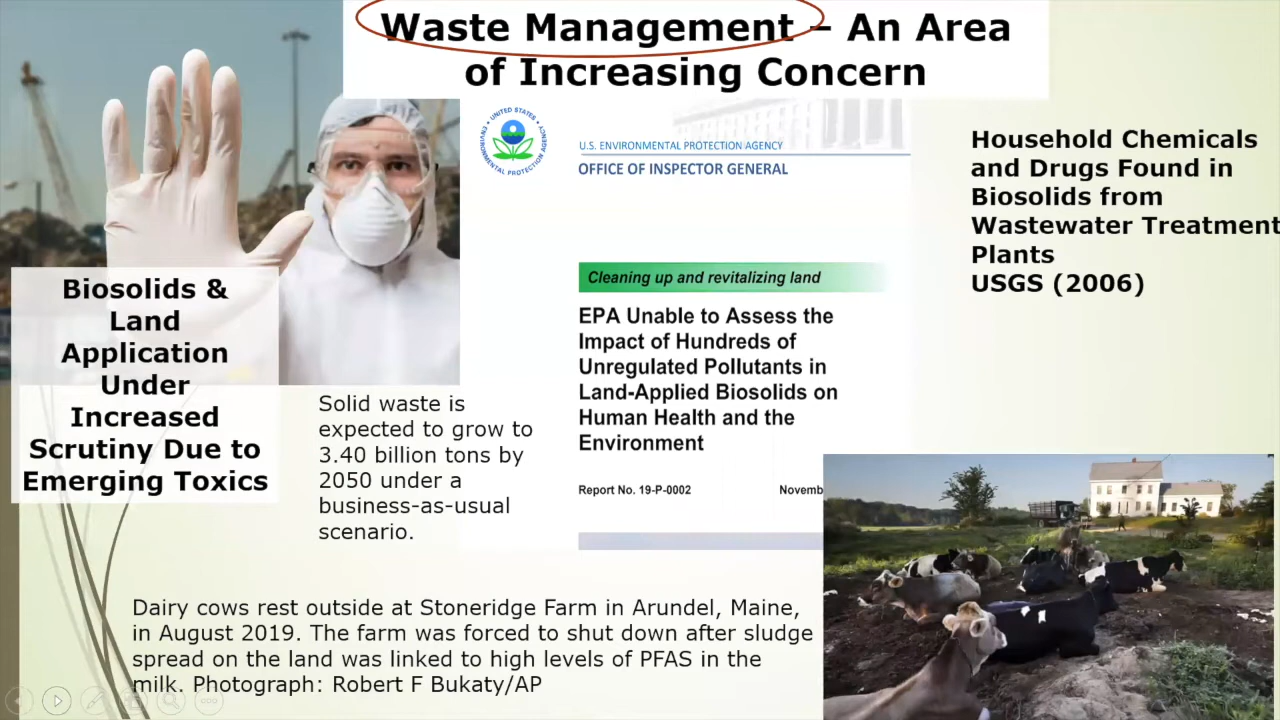 Waste Management – An Area
of Increasing Concern
UNITED STATES
ENVIRONMENTAL PROTECTION AGENCY
U.S. ENVIRONMENTAL PROTECTION AGENCY
OFFICE OF INSPECTOR GENERAL
Household Chemicals
and Drugs Found in
Biosolids from
Wastewater Treatment
Plants
USGS (2006)
Biosolids &
Land
Application
Under
Increased
Scrutiny Due to
Emerging Toxics
Cleaning up and revitalizing land
EPA Unable to Assess the
Impact of Hundreds of
Unregulated Pollutants in
Land-Applied Biosolids on
Human Health and the
Environment
Report No. 19-P-0002 Novemb
Solid waste is
expected to grow to
3.40 billion tons by
2050 under a
business-as-usual
scenario.
Dairy cows rest outside at Stoneridge Farm in Arundel, Maine,
in August 2019. The farm was forced to shut down after sludge
spread on the land was linked to high levels of PFAS in the
milk. Photograph: Robert F Bukaty/AP